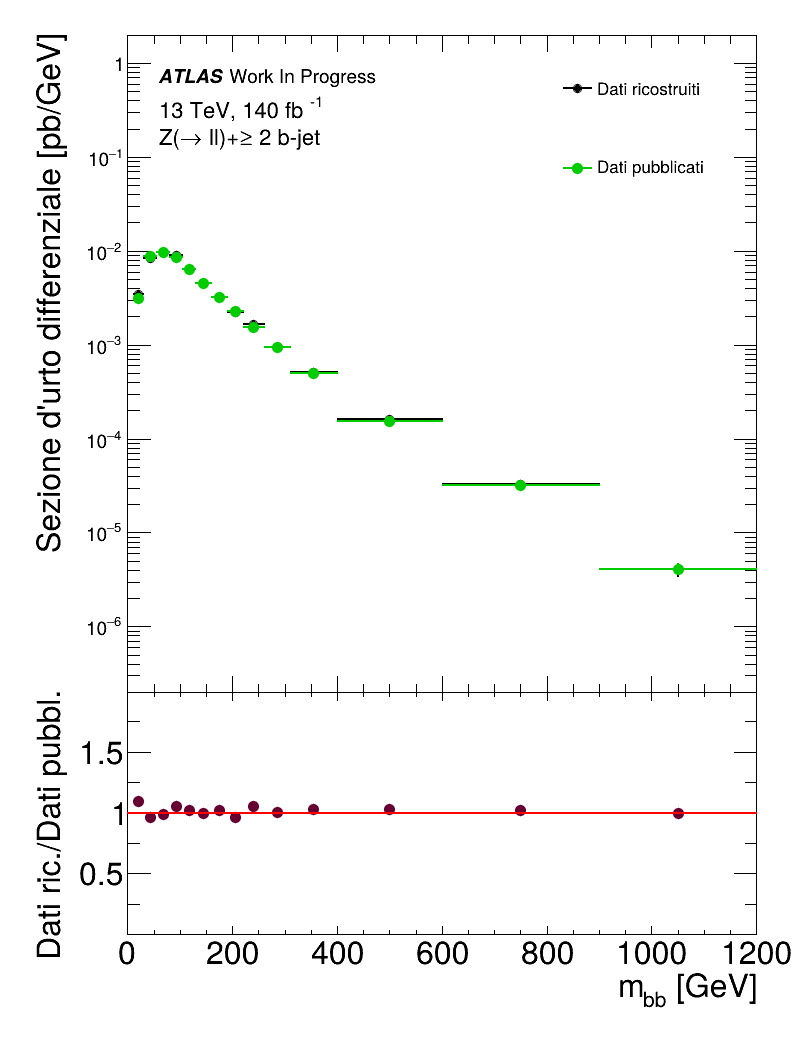 ATLAS Work In Progress
13 TeV, 140 fb -1
Z(→ ll)+≥ 2 b-jet
Dati ricostruiti
Dati pubblicati
Sezione d'urto differenziale [pb/GeV]
1
10−1
10−2
10−3
10−4
10−5
10−6
Dati ric./Dati pubbl.
1.5
1
0.5
0 200 400 600 800 1000 1200
mbb [GeV]